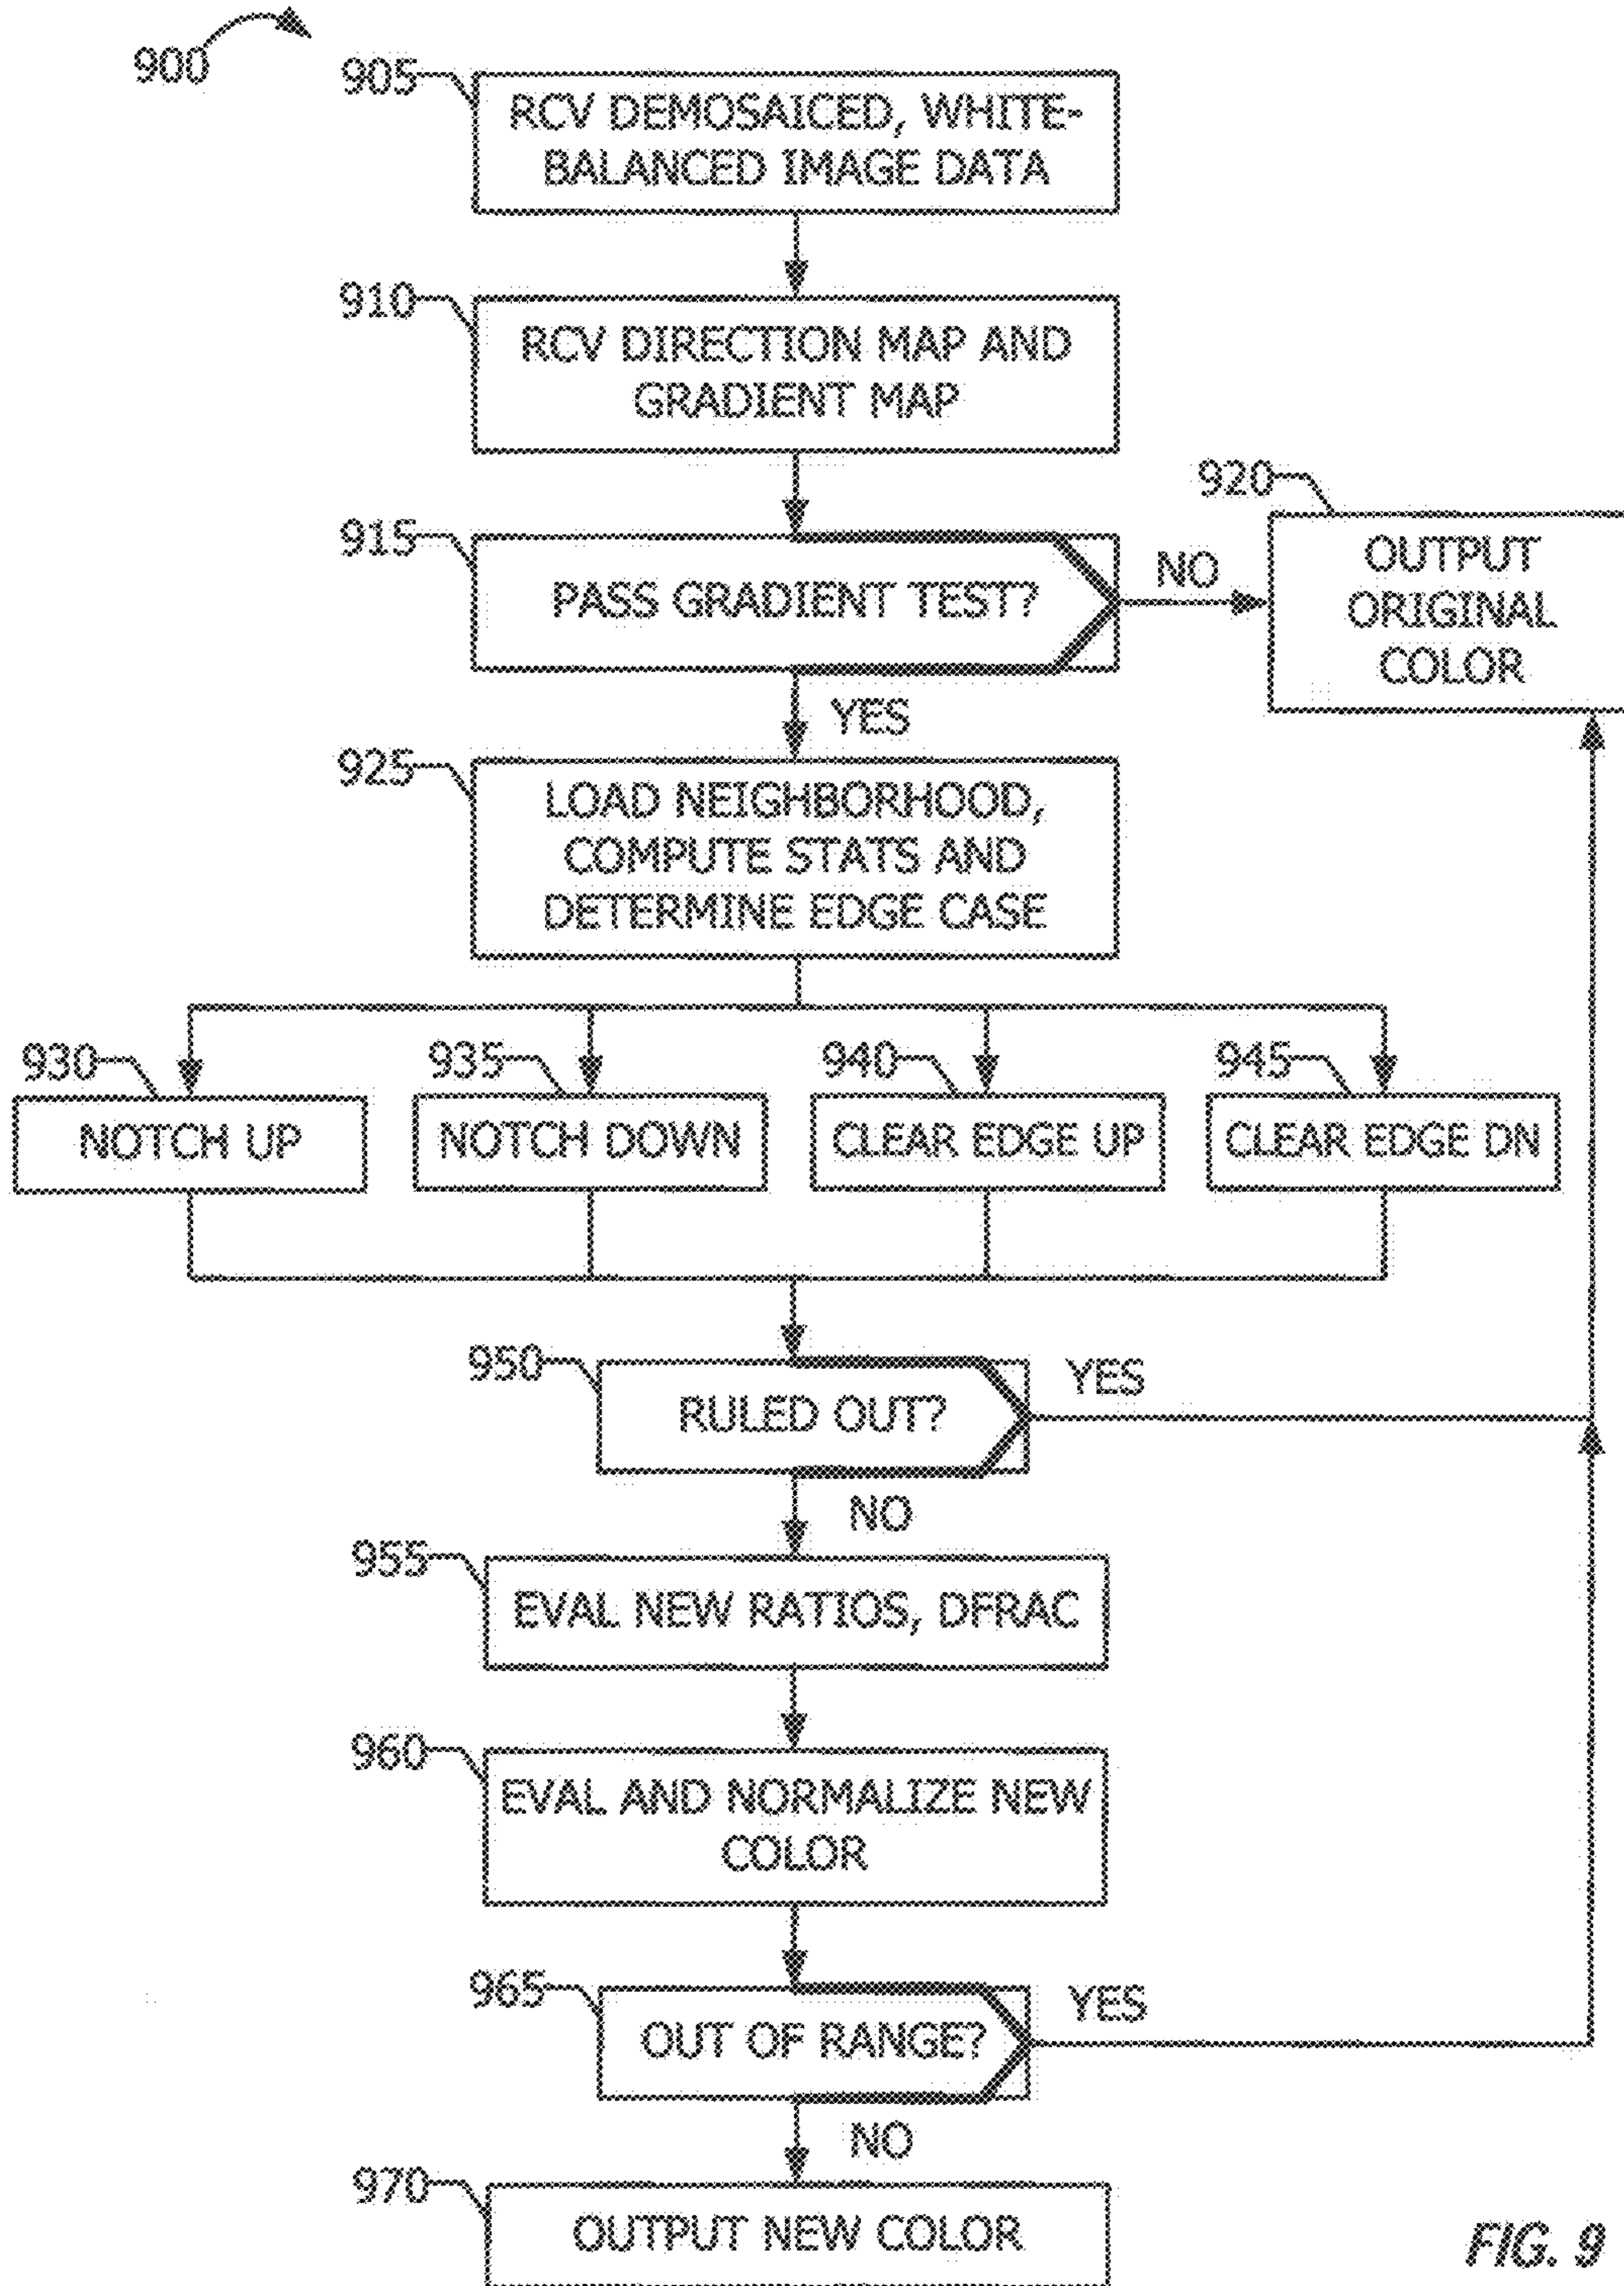 900
905
RCV DEMOSAICED, WHITE-
BALANCED IMAGE DATA
910
RCV DIRECTION MAP AND
GRADIENT MAP
915
PASS GRADIENT TEST?
NO
920
OUTPUT
ORIGINAL
COLOR
YES
925
LOAD NEIGHBORHOOD,
COMPUTE STATS AND
DETERMINE EDGE CASE
930
NOTCH UP
935
NOTCH DOWN
940
CLEAR EDGE UP
945
CLEAR EDGE DN
950
RULED OUT?
YES
NO
955
EVAL NEW RATIOS, DFRAC
960
EVAL AND NORMALIZE NEW
COLOR
965
OUT OF RANGE?
YES
NO
970
OUTPUT NEW COLOR
FIG. 9